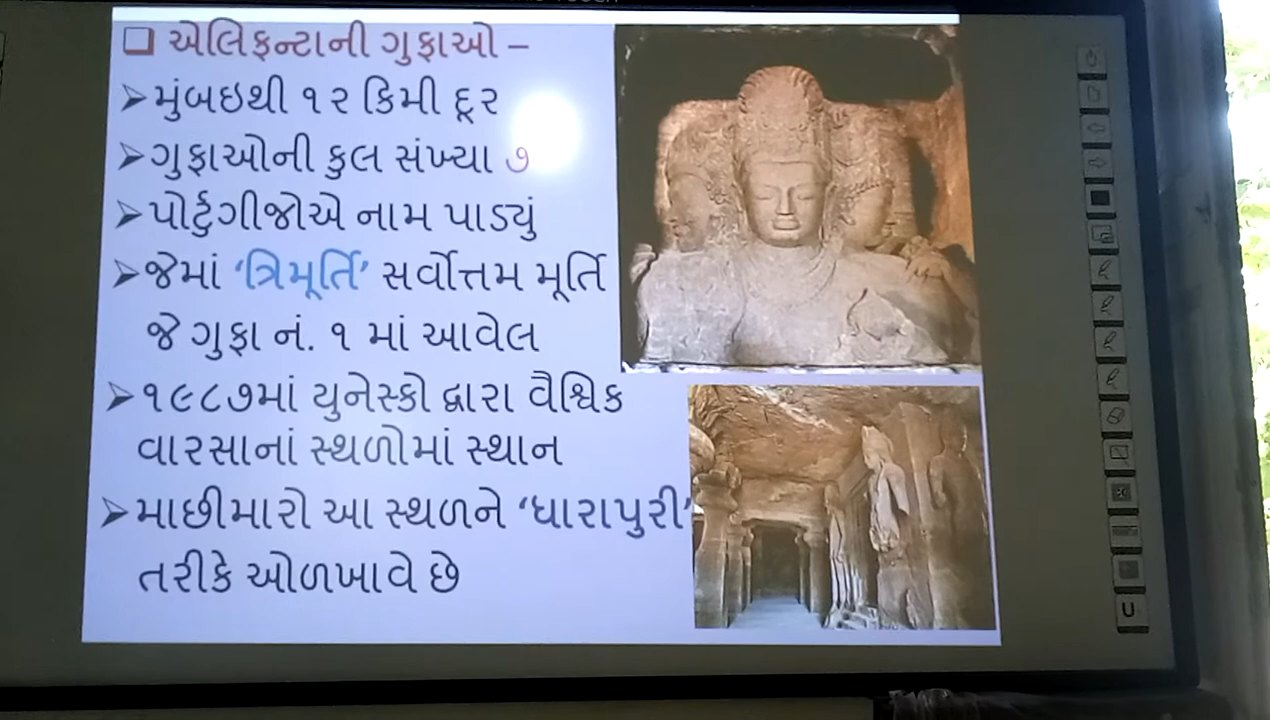 ❑ એલિફન્ટાની ગુફાઓ –
➢મુંબઇથી ૧૨ કિમી દૂર
➢ગુફાઓની કુલ સંખ્યા ૭
➢પોર્ટુગીજોએ નામ પાડ્યું
➢જેમાં ‘ત્રિમૂર્તિ’ સર્વોત્તમ મૂર્તિ
જે ગુફા નં. ૧ માં આવેલ
➢૧૯૮૭માં યુનેસ્કો દ્વારા વૈશ્વિક
વારસાનાં સ્થળોમાં સ્થાન
➢માછીમારો આ સ્થળને ‘ધારાપુરી’
તરીકે ઓળખાવે છે